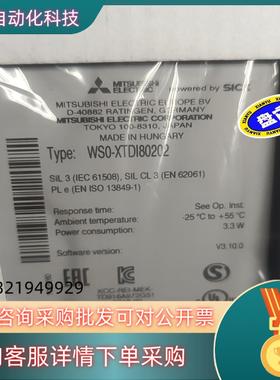 自动化科技
MITSUBISHI
ELECTRIC
powered by SICK
MITSUBISHI ELECTRIC EUROPE BV
D-40882 RATINGEN, GERMANY
MITSUBISHI ELECTRIC CORPORATION
TOKYO 100-8310, JAPAN
MADE IN HUNGARY
Type: WS0-XTDI80202
SIL 3 (IEC 61508), SIL CL 3 (EN 62061)
PL e (EN ISO 13849-1)
Response time: See Op. Inst.
Ambient temperature: -25 °C to +55 °C
Power consumption: 3.3 W
V3.10.0
EAC
KCC-REI-MEK-
321949929
咨询采购批发可对公开票
客服详情下单采购